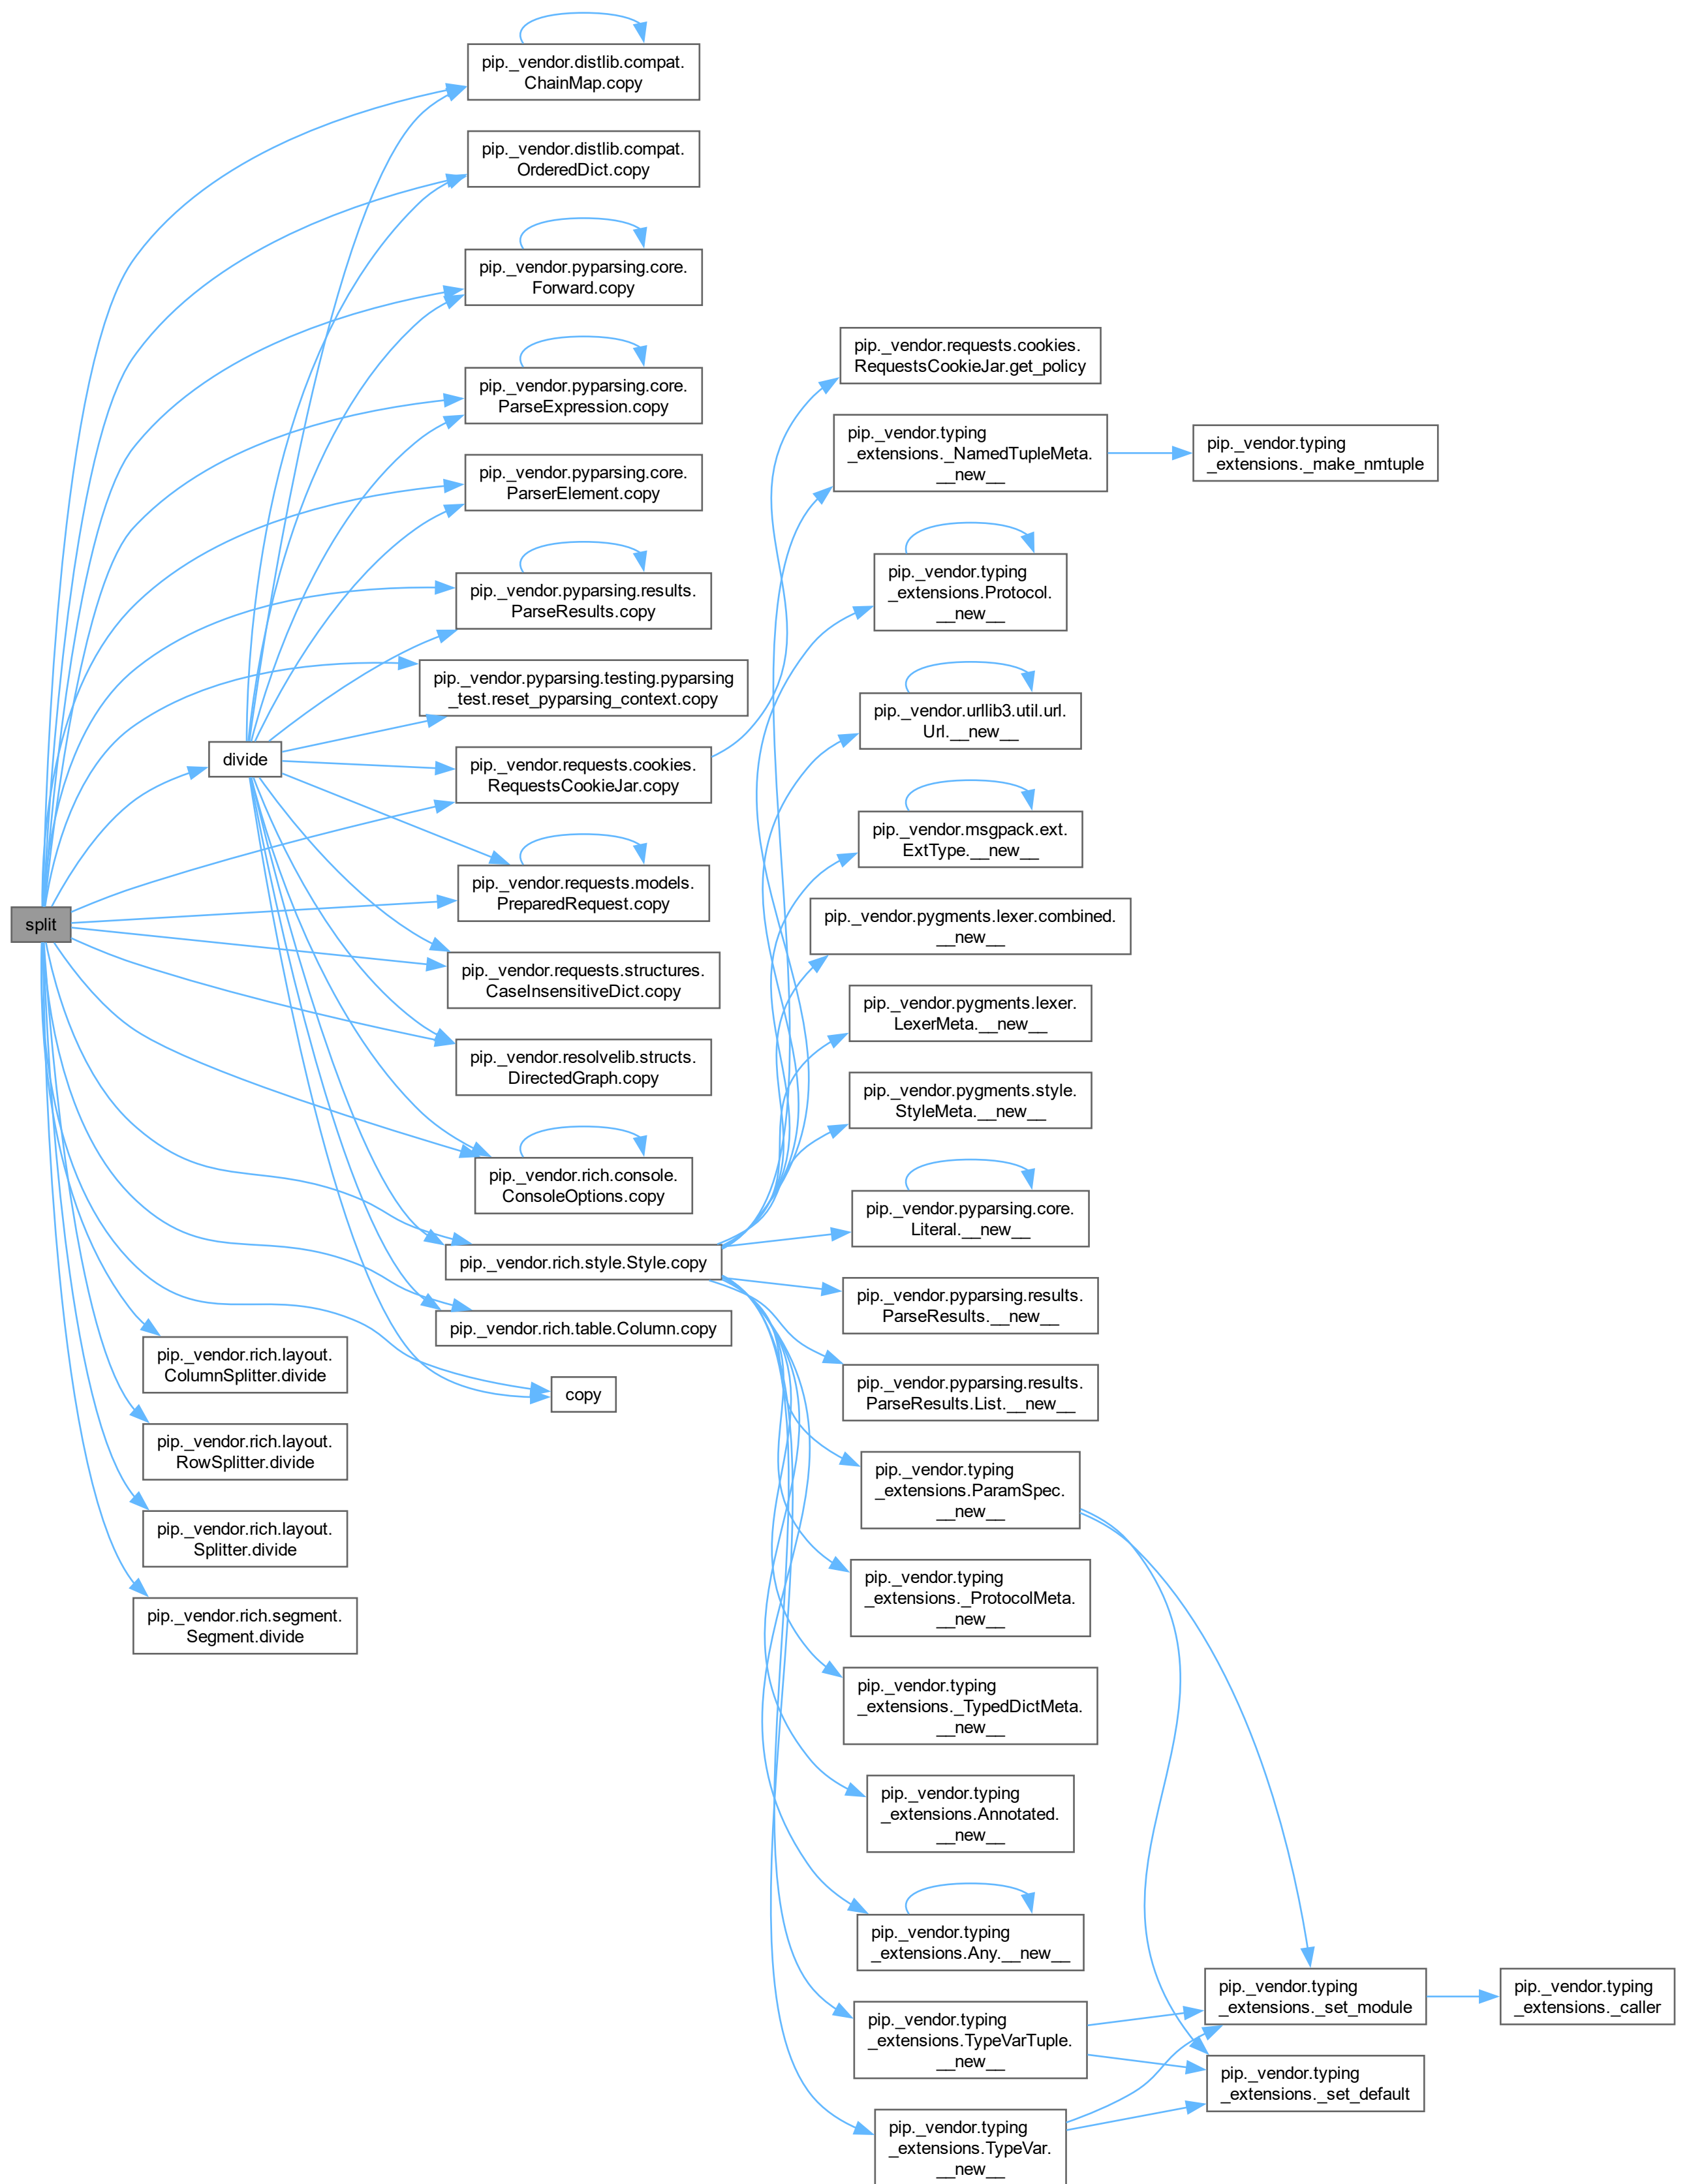 pip._vendor.distlib.compat.
ChainMap.copy
pip._vendor.distlib.compat.
OrderedDict.copy
pip._vendor.pyparsing.core.
Forward.copy
pip._vendor.pyparsing.core.
ParseExpression.copy
pip._vendor.pyparsing.core.
ParserElement.copy
pip._vendor.pyparsing.results.
ParseResults.copy
pip._vendor.pyparsing.testing.pyparsing
_test.reset_pyparsing_context.copy
divide
pip._vendor.requests.cookies.
RequestsCookieJar.copy
pip._vendor.requests.models.
PreparedRequest.copy
split
pip._vendor.requests.structures.
CaseInsensitiveDict.copy
pip._vendor.resolvelib.structs.
DirectedGraph.copy
pip._vendor.rich.console.
ConsoleOptions.copy
pip._vendor.rich.style.Style.copy
pip._vendor.rich.table.Column.copy
copy
pip._vendor.rich.layout.
ColumnSplitter.divide
pip._vendor.rich.layout.
RowSplitter.divide
pip._vendor.rich.layout.
Splitter.divide
pip._vendor.rich.segment.
Segment.divide
pip._vendor.requests.cookies.
RequestsCookieJar.get_policy
pip._vendor.typing
_extensions._NamedTupleMeta.
__new__
pip._vendor.typing
_extensions._make_nmtuple
pip._vendor.typing
_extensions.Protocol.
__new__
pip._vendor.urllib3.util.url.
Url.__new__
pip._vendor.msgpack.ext.
ExtType.__new__
pip._vendor.pygments.lexer.combined.
__new__
pip._vendor.pygments.lexer.
LexerMeta.__new__
pip._vendor.pygments.style.
StyleMeta.__new__
pip._vendor.pyparsing.core.
Literal.__new__
pip._vendor.pyparsing.results.
ParseResults.__new__
pip._vendor.pyparsing.results.
ParseResults.List.__new__
pip._vendor.typing
_extensions.ParamSpec.
__new__
pip._vendor.typing
_extensions._ProtocolMeta.
__new__
pip._vendor.typing
_extensions._TypedDictMeta.
__new__
pip._vendor.typing
_extensions.Annotated.
__new__
pip._vendor.typing
_extensions.Any.__new__
pip._vendor.typing
_extensions.TypeVarTuple.
__new__
pip._vendor.typing
_extensions.TypeVar.
__new__
pip._vendor.typing
_extensions._set_module
pip._vendor.typing
_extensions._caller
pip._vendor.typing
_extensions._set_default